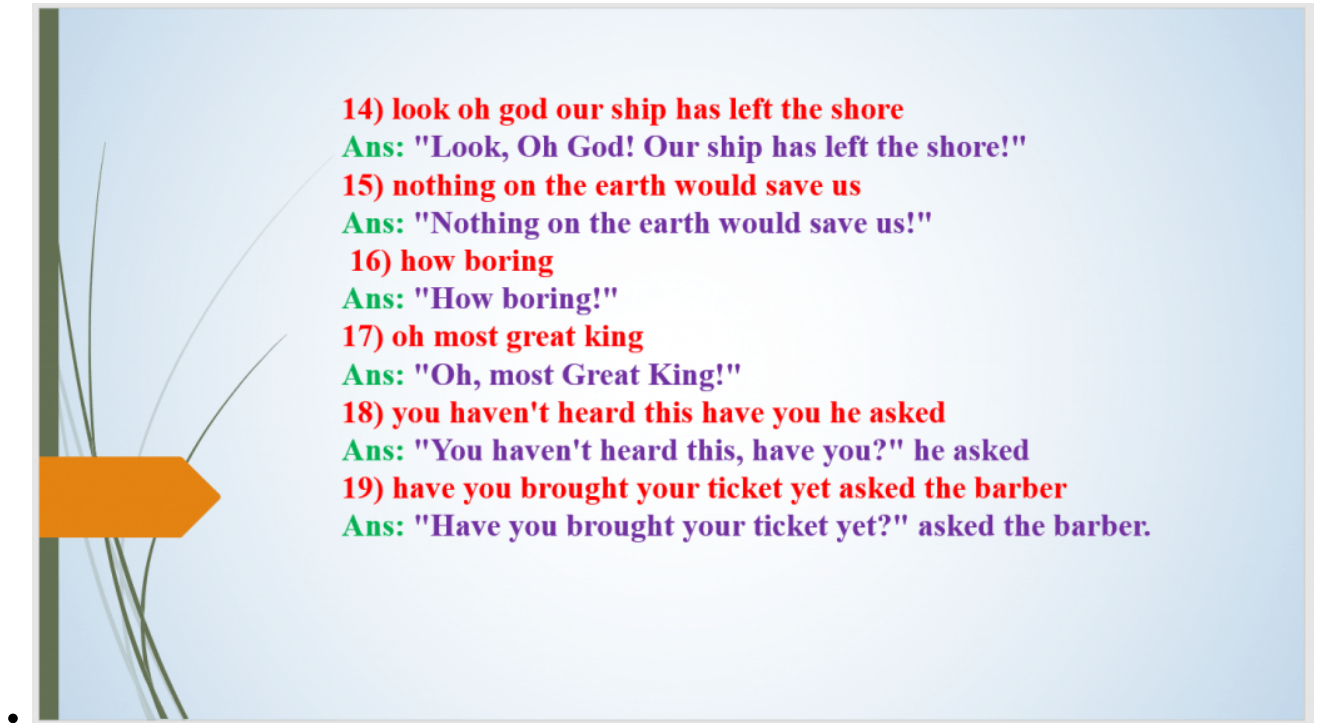 14) look oh god our ship has left the shore
Ans: "Look, Oh God! Our ship has left the shore!"
15) nothing on the earth would save us
Ans: "Nothing on the earth would save us!"
16) how boring
Ans: "How boring!"
17) oh most great king
Ans: "Oh, most Great King!"
18) you haven't heard this have you he asked
Ans: "You haven't heard this, have you?" he asked
19) have you brought your ticket yet asked the barber
Ans: "Have you brought your ticket yet?" asked the barber.